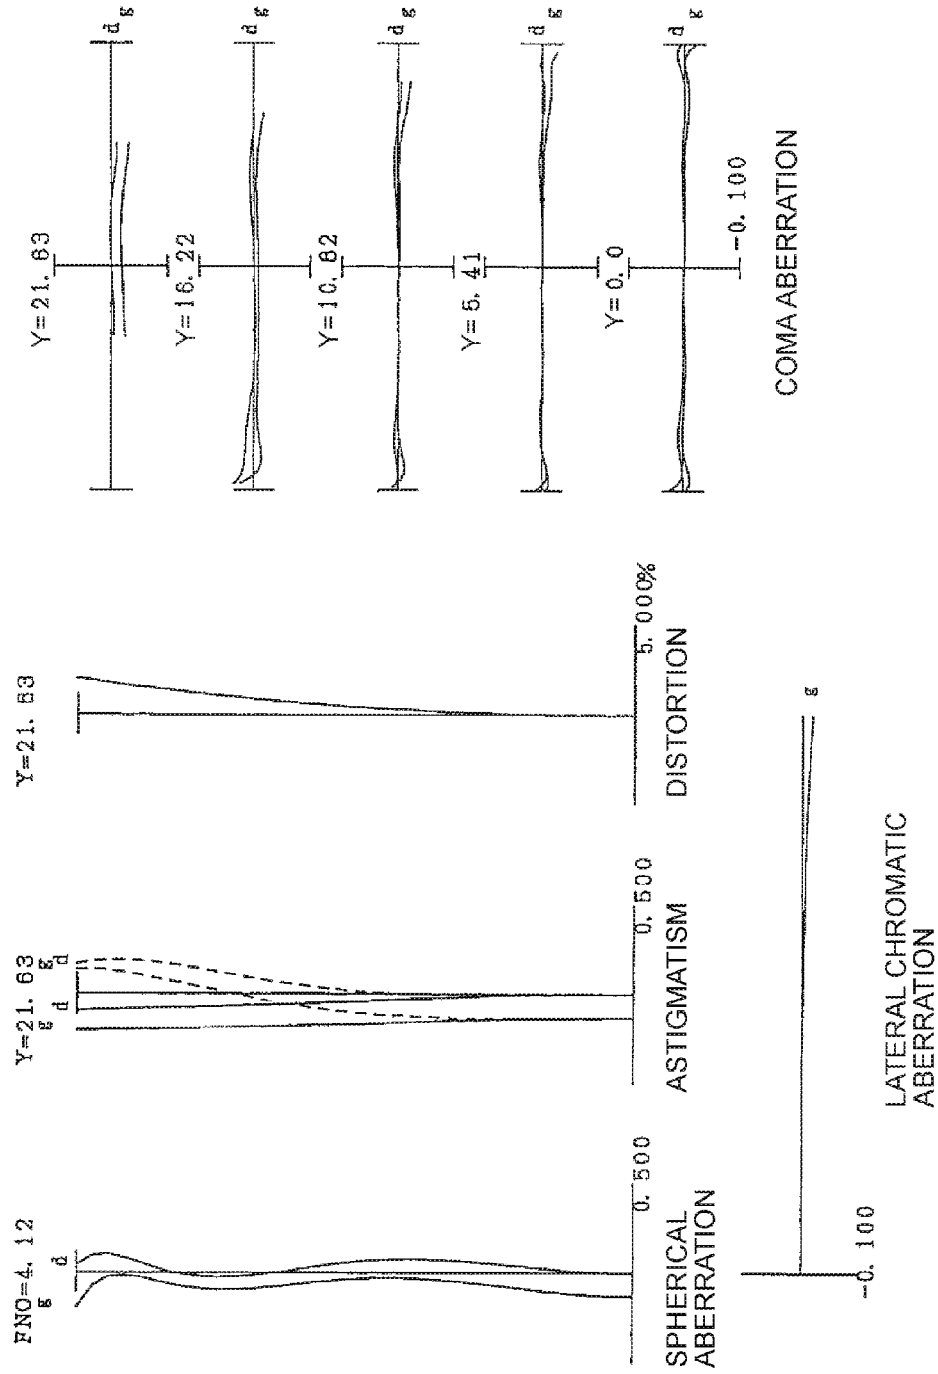 FNO=4. 12
g d
0. 500
SPHERICAL
ABERRATION
Y=21. 63
g d g d
0. 500
ASTIGMATISM
Y=21. 63
5. 000%
DISTORTION
g
-0. 100
LATERAL CHROMATIC
ABERRATION
Y=21. 63
d g
Y=16. 22
d g
Y=10. 82
d g
Y=5. 41
d g
Y=0. 0
d g
-0. 100
COMA ABERRATION